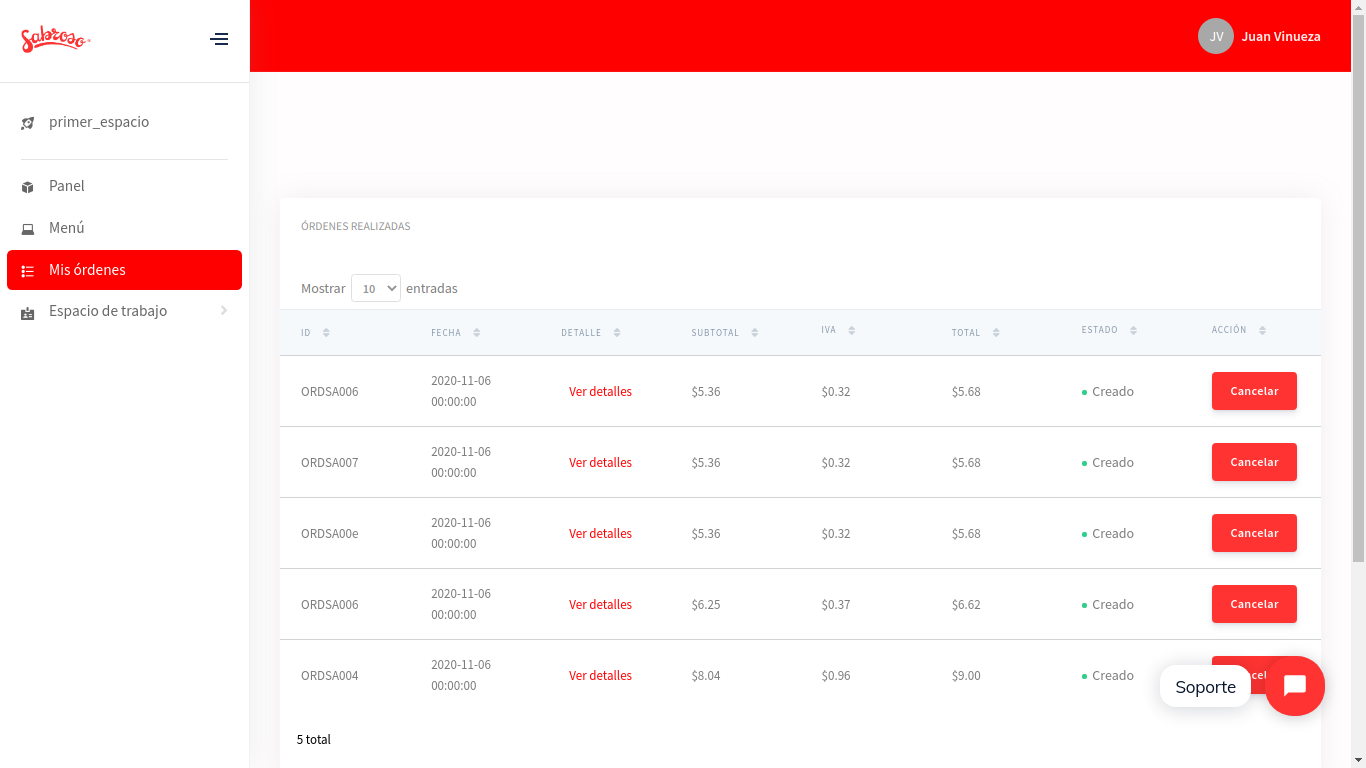 Sabroso
JV Juan Vinueza
primer_espacio
Panel
Menú
Mis órdenes
Espacio de trabajo
ÓRDENES REALIZADAS
Mostrar 10 entradas
ID FECHA DETALLE SUBTOTAL IVA TOTAL ESTADO ACCIÓN
ORDSA006 2020-11-06 00:00:00 Ver detalles $5.36 $0.32 $5.68 Creado Cancelar
ORDSA007 2020-11-06 00:00:00 Ver detalles $5.36 $0.32 $5.68 Creado Cancelar
ORDSA00e 2020-11-06 00:00:00 Ver detalles $5.36 $0.32 $5.68 Creado Cancelar
ORDSA006 2020-11-06 00:00:00 Ver detalles $6.25 $0.37 $6.62 Creado Cancelar
ORDSA004 2020-11-06 00:00:00 Ver detalles $8.04 $0.96 $9.00 Creado
Soporte
5 total